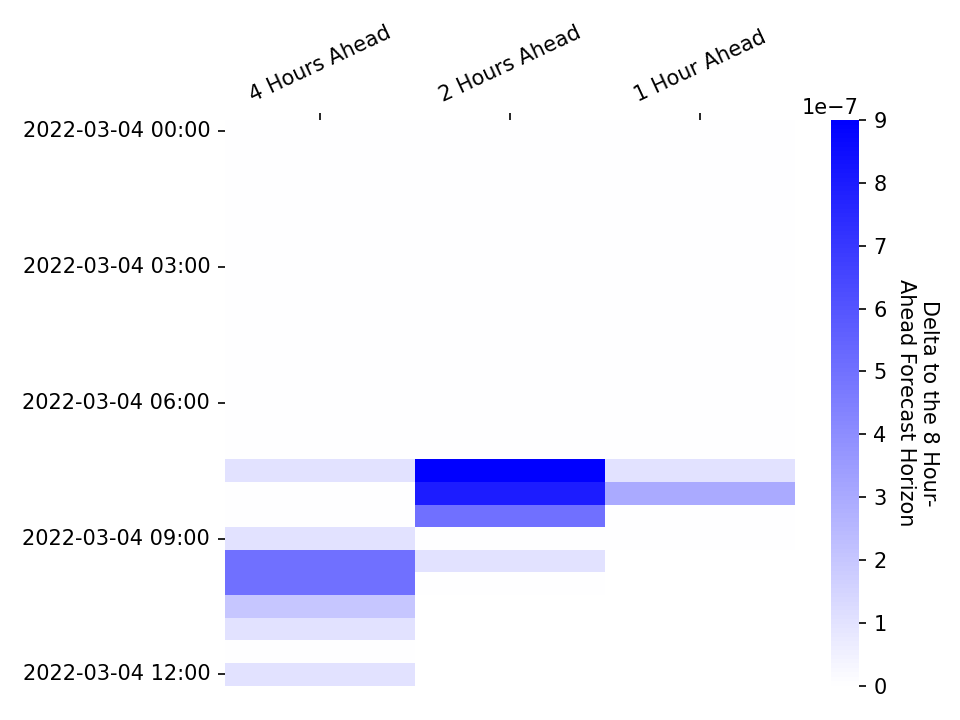 4 Hours Ahead
2 Hours Ahead
1 Hour Ahead
1e−7
2022-03-04 00:00
2022-03-04 03:00
2022-03-04 06:00
2022-03-04 09:00
2022-03-04 12:00
9
8
7
6
5
4
3
2
1
0
Delta to the 8 Hour-
Ahead Forecast Horizon